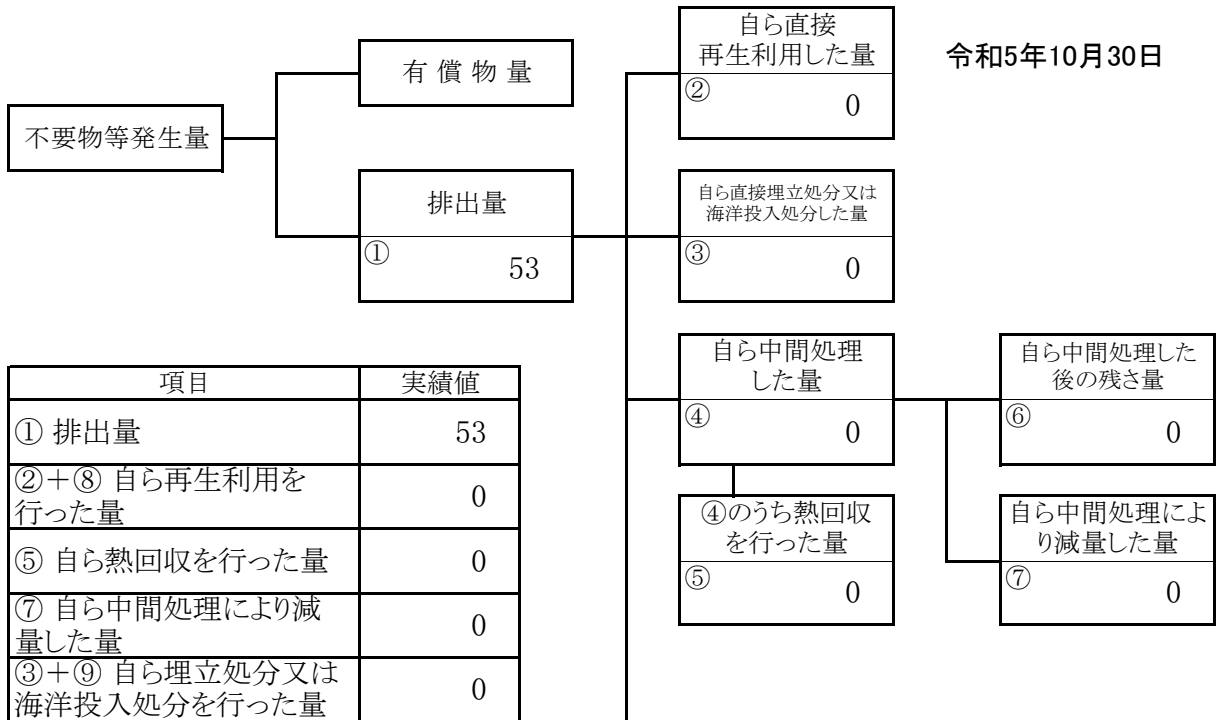 令和5年10月30日
不要物等発生量
有 償 物 量
排出量
① 53
自ら直接
再生利用した量
② 0
自ら直接埋立処分又は
海洋投入処分した量
③ 0
自ら中間処理
した量
④ 0
④のうち熱回収
を行った量
⑤ 0
自ら中間処理した
後の残さ量
⑥ 0
自ら中間処理によ
り減量した量
⑦ 0
項目 実績値
① 排出量 53
②+⑧ 自ら再生利用を
行った量 0
⑤ 自ら熱回収を行った量 0
⑦ 自ら中間処理により減
量した量 0
③+⑨ 自ら埋立処分又は
海洋投入処分を行った量 0